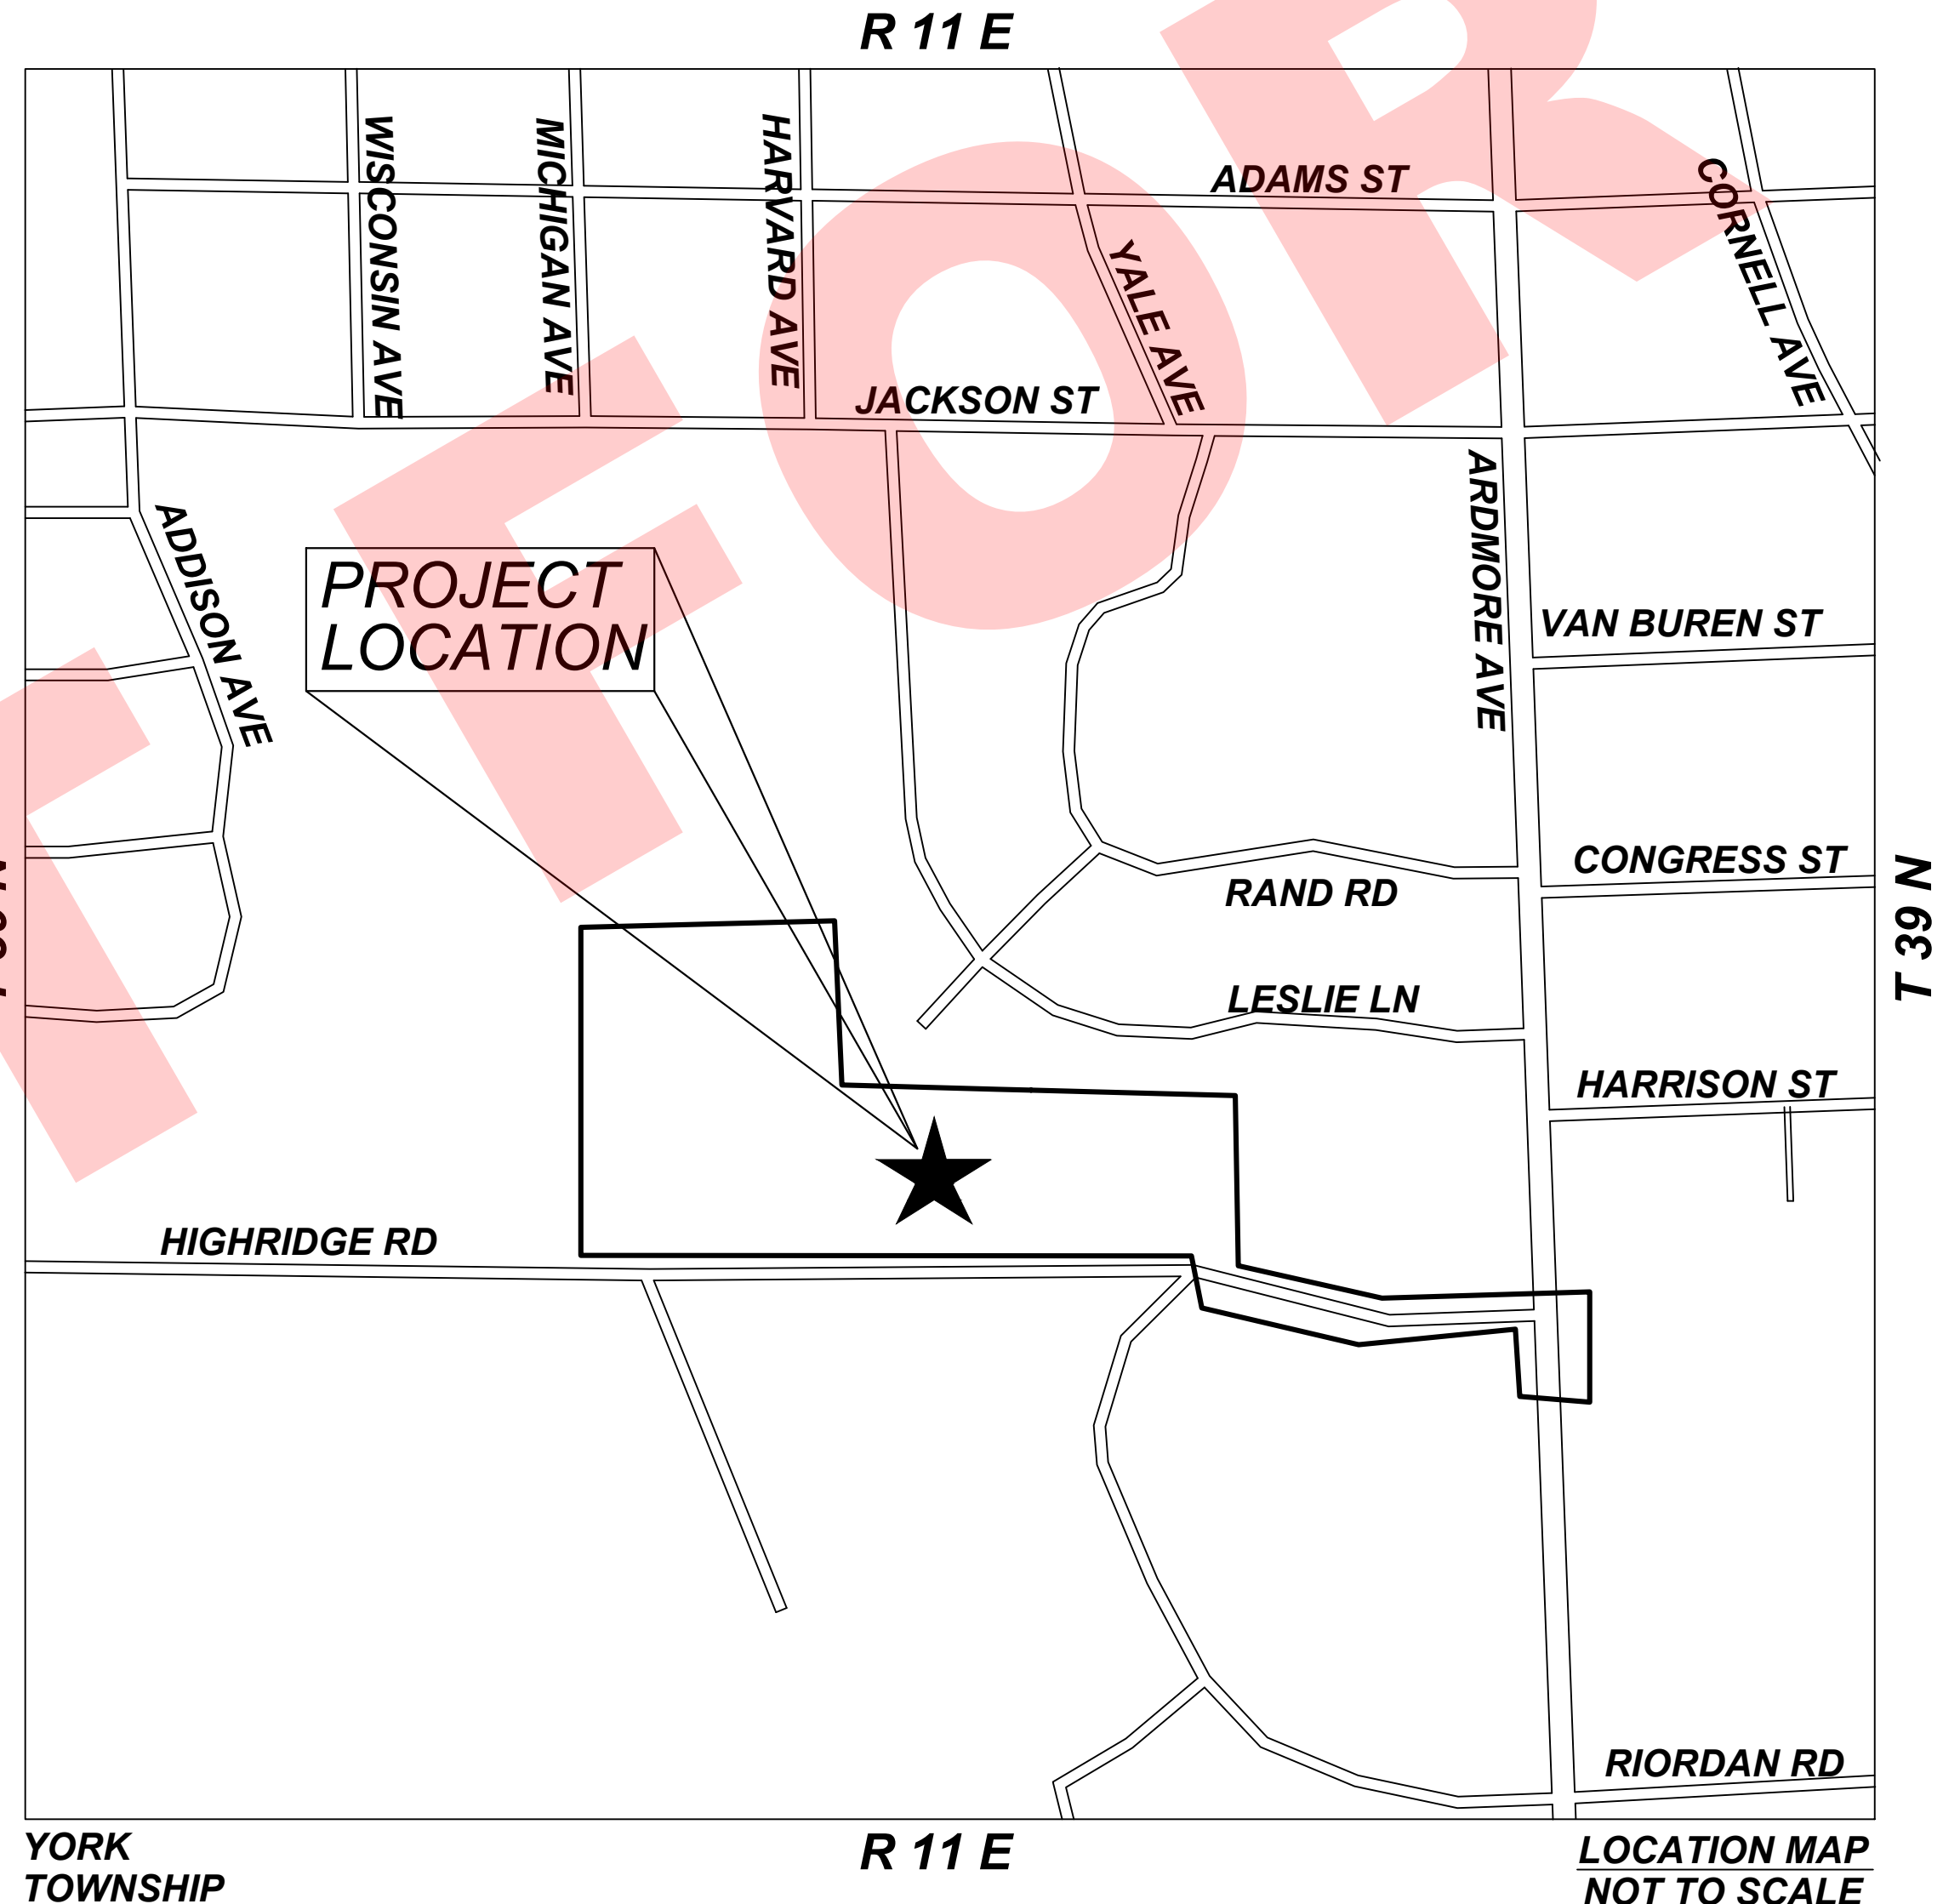 R 11 E
WISCONSIN AVE
MICHIGAN AVE
HARVARD AVE
YALE AVE
ADAMS ST
CORNELL AVE
JACKSON ST
ADDISON AVE
ARDMORE AVE
PROJECT
LOCATION
VAN BUREN ST
CONGRESS ST
RAND RD
T 39 N
LESLIE LN
HARRISON ST
HIGHRIDGE RD
RIORDAN RD
R 11 E
YORK
TOWNSHIP
LOCATION MAP
NOT TO SCALE